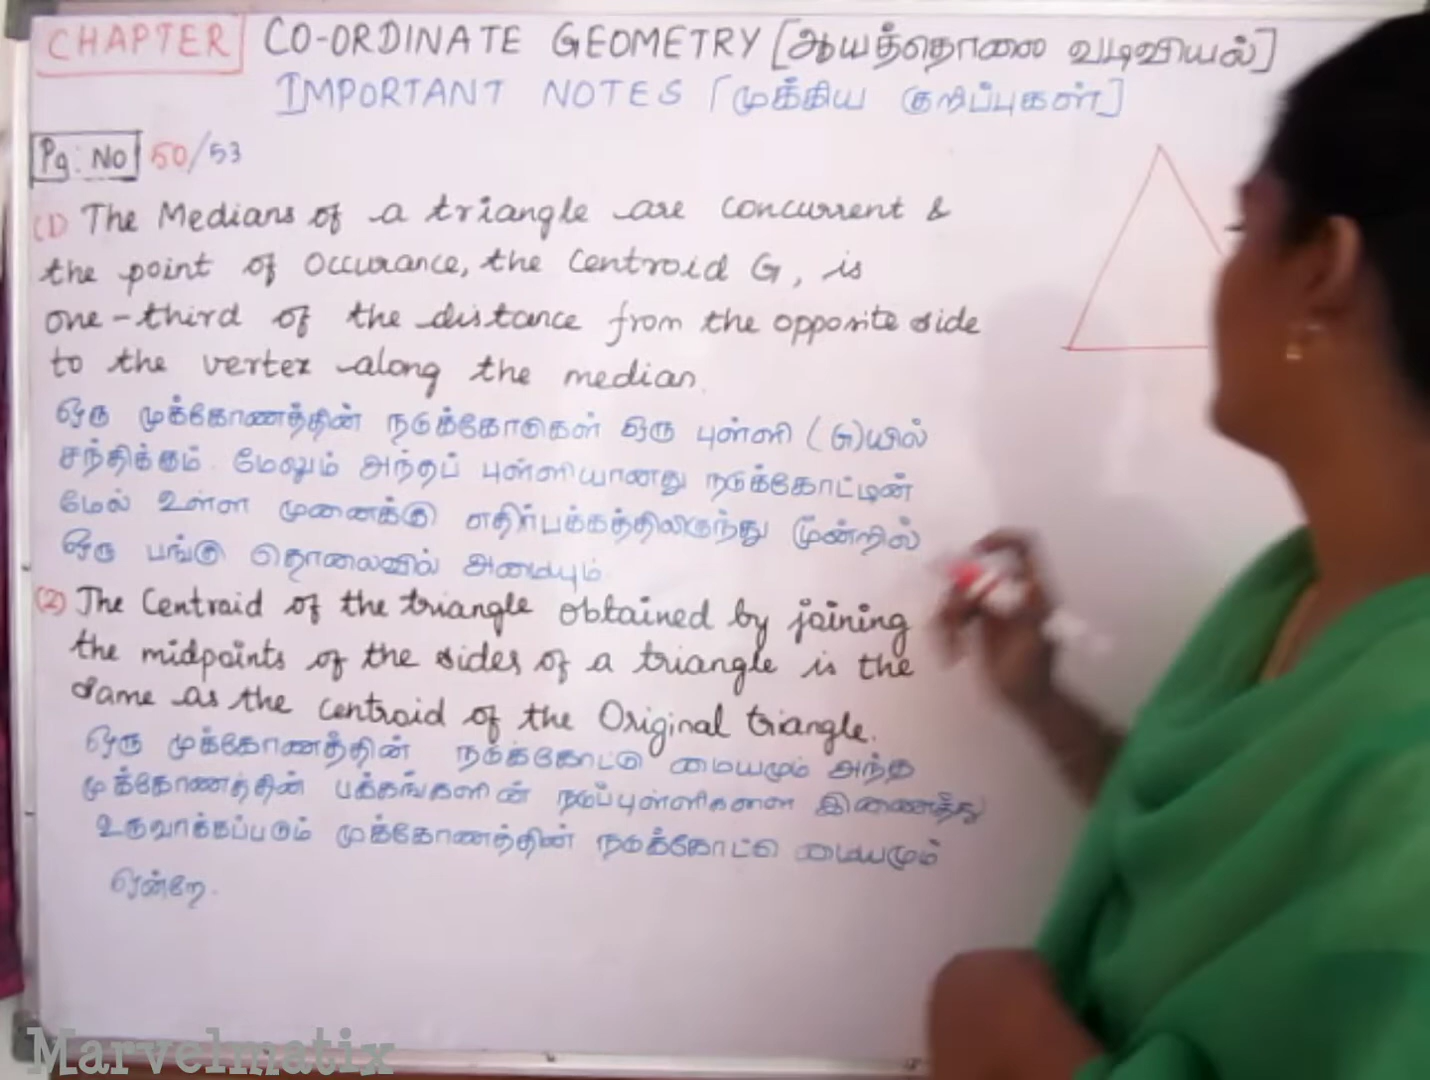 CHAPTER CO-ORDINATE GEOMETRY [ஆயத்தொலை வடிவியல்]
IMPORTANT NOTES [முக்கிய குறிப்புகள்]
Pg. No 50/53
(1) The Medians of a triangle are concurrent &
the point of Occurance, the Centroid G, is
one-third of the distance from the opposite side
to the vertex along the median.
ஒரு முக்கோணத்தின் நடுக்கோடுகள் ஒரு புள்ளி (G)யில்
சந்திக்கும். மேலும் அந்தப் புள்ளியானது நடுக்கோட்டின்
மேல் உள்ள முனைக்கு எதிர்பக்கத்திலிருந்து மூன்றில்
ஒரு பங்கு தொலைவில் அமையும்
(2) The Centraid of the triangle obtained by joining
the midpoints of the sides of a triangle is the
same as the centroid of the Original triangle.
ஒரு முக்கோணத்தின் நடுக்கோட்டு மையமும் அந்த
முக்கோணத்தின் பக்கங்களின் நடுப்புள்ளிகளை இணைத்து
உருவாக்கப்படும் முக்கோணத்தின் நடுக்கோட்டு மையமும்
ஒன்றே.
Marvelmatix